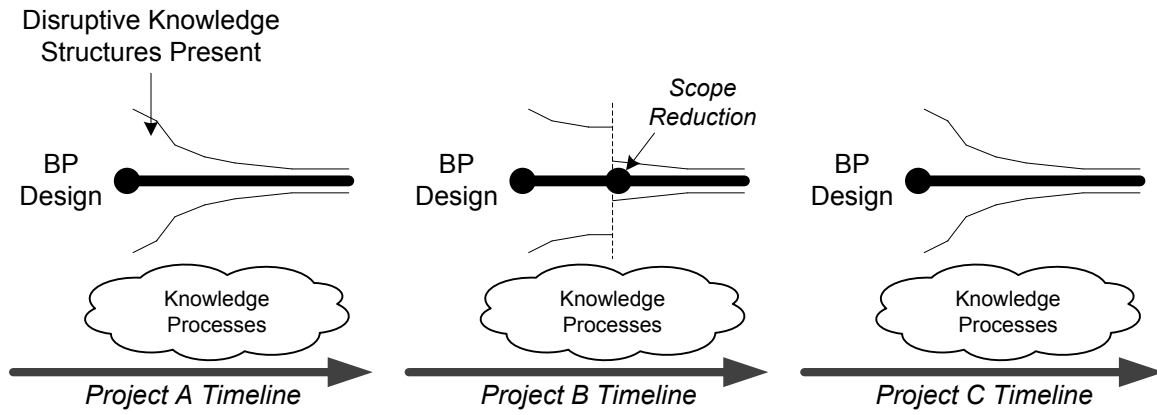 Disruptive Knowledge
Structures Present
BP
Design
Knowledge
Processes
Project A Timeline
Scope
Reduction
BP
Design
Knowledge
Processes
Project B Timeline
BP
Design
Knowledge
Processes
Project C Timeline